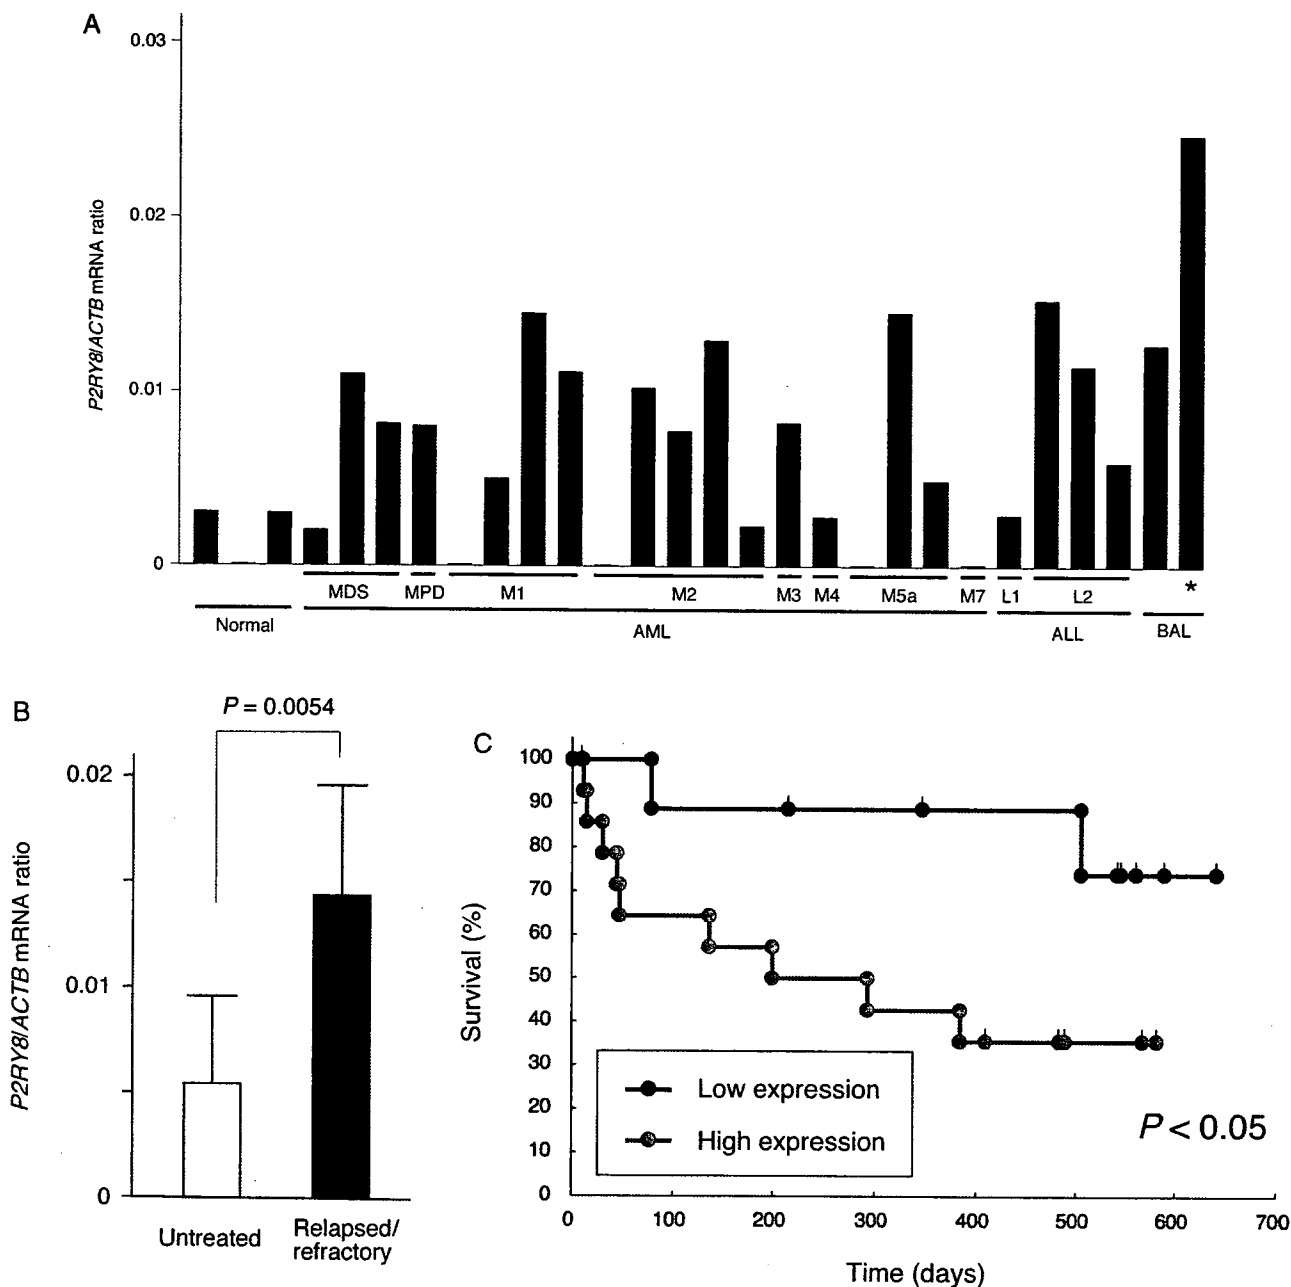 A
0.03
0.02
0.01
0
P2RY8/ACTB mRNA ratio
MDS MPD M1 M2 M3 M4 M5a M7 L1 L2 *
Normal AML ALL BAL
B
P = 0.0054
0.02
0.01
0
P2RY8/ACTB mRNA ratio
Untreated
Relapsed/
refractory
C
100
90
80
70
60
50
40
30
20
10
0
Survival (%)
Low expression
High expression
P < 0.05
0 100 200 300 400 500 600 700
Time (days)